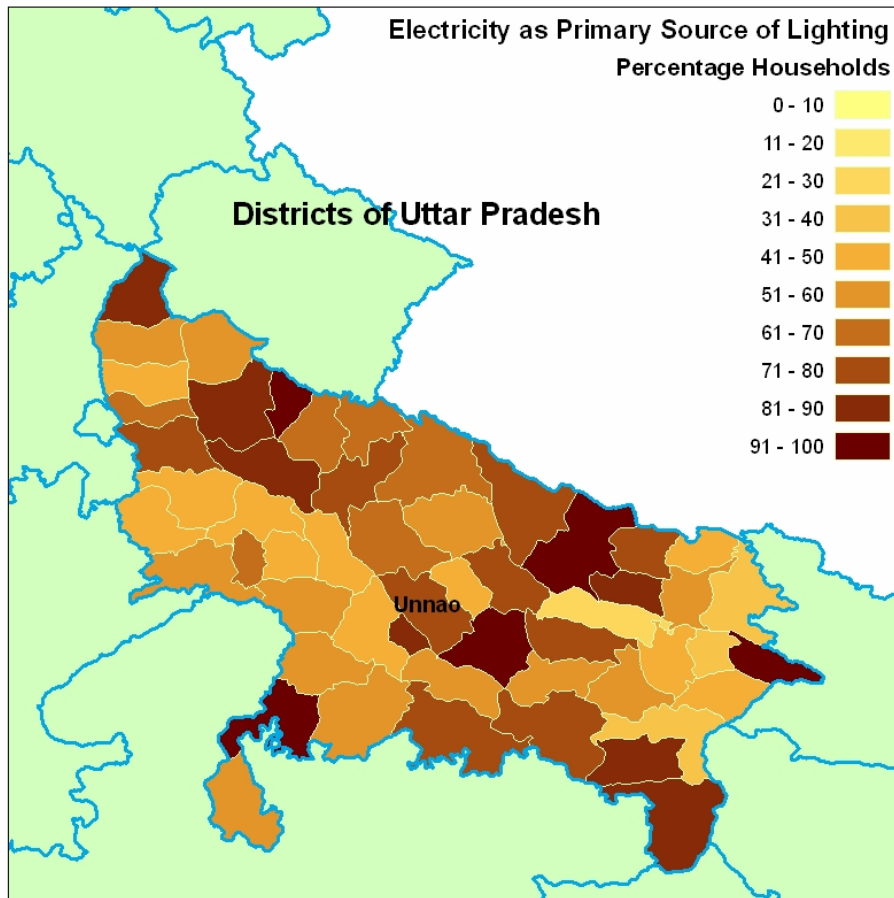 Electricity as Primary Source of Lighting
Percentage Households
0 - 10
11 - 20
21 - 30
31 - 40
41 - 50
51 - 60
61 - 70
71 - 80
81 - 90
91 - 100
Districts of Uttar Pradesh
Unnao